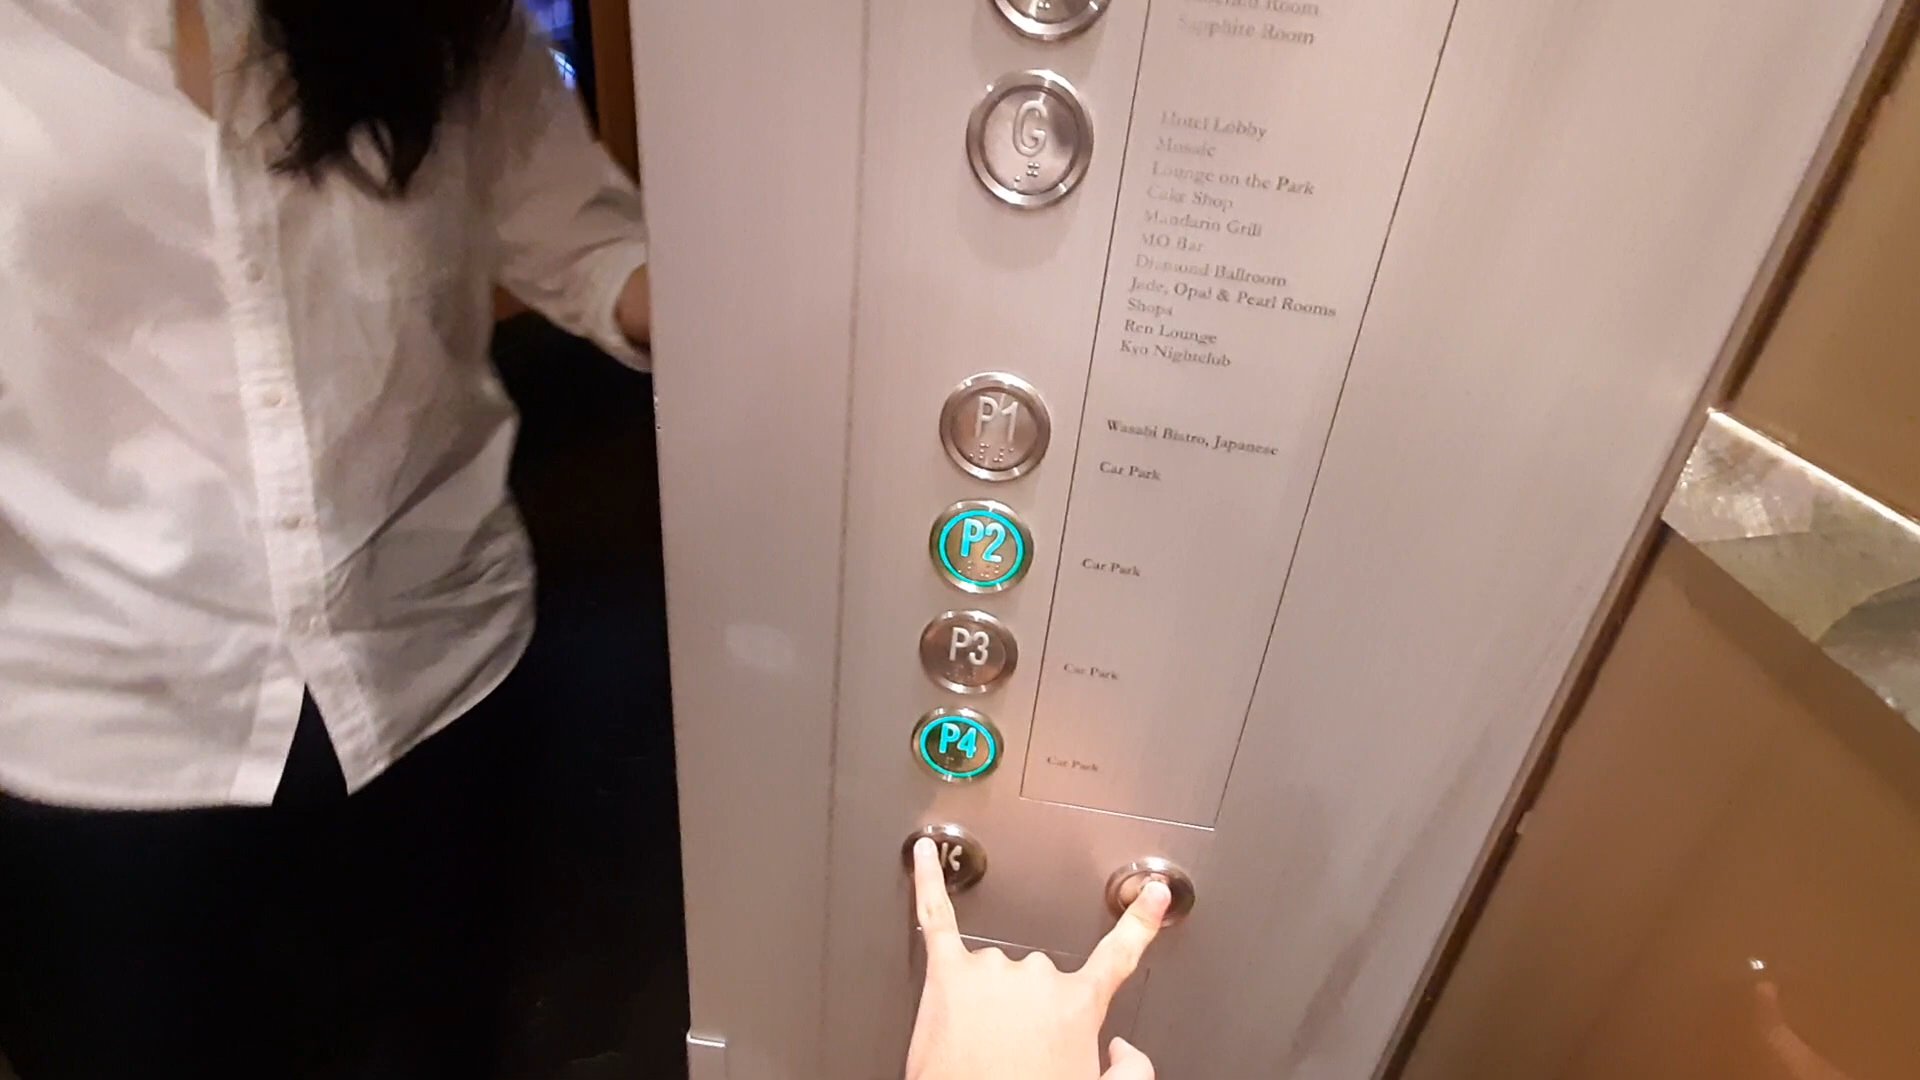 Room
Sapphire Room
G
Hotel Lobby
Mosaic
Lounge on the Park
Cake Shop
Mandarin Grill
MO Bar
Diamond Ballroom
Jade, Opal & Pearl Rooms
Shops
Ren Lounge
Kyo Nightclub
P1
Wasabi Bistro, Japanese
Car Park
P2
Car Park
P3
Car Park
P4
Car Park